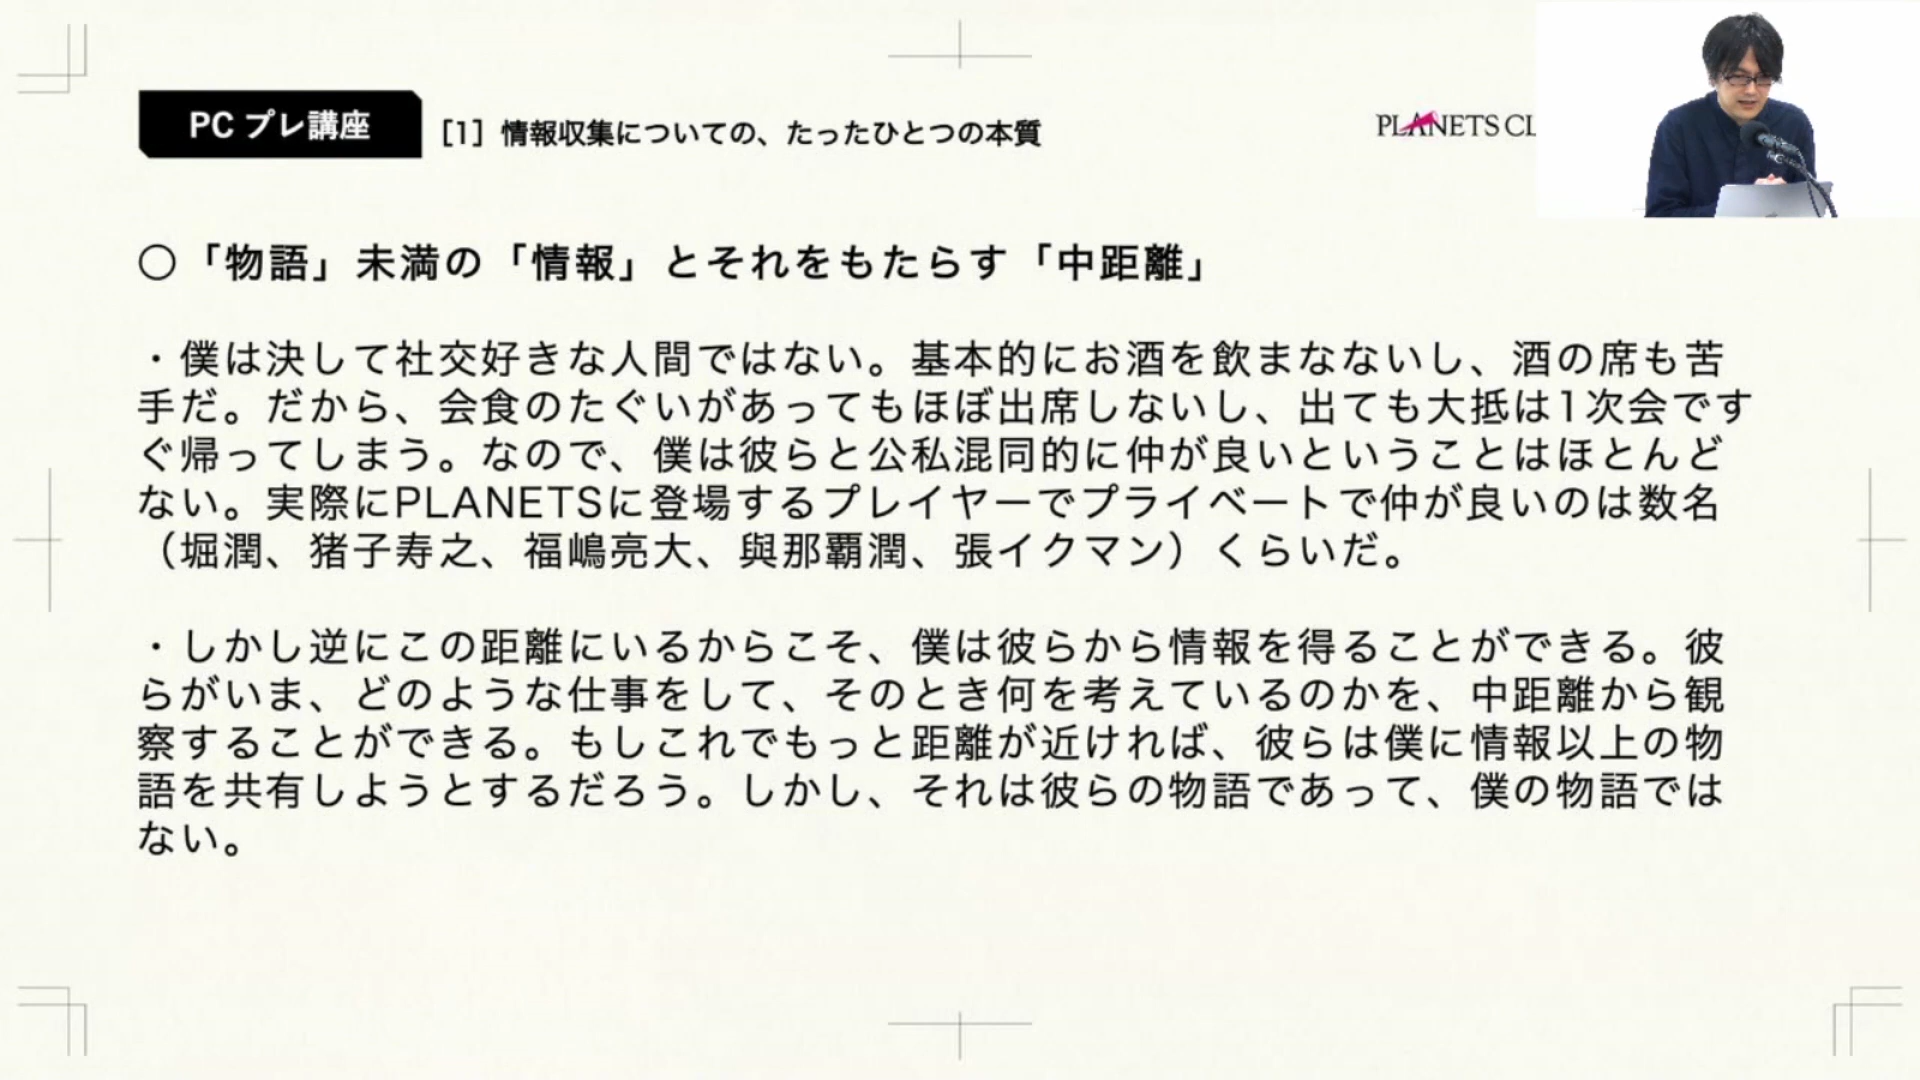 PC プレ講座
［1］情報収集についての、たったひとつの本質
PLANETS CL
〇「物語」未満の「情報」とそれをもたらす「中距離」
・僕は決して社交好きな人間ではない。基本的にお酒を飲まなないし、酒の席も苦
手だ。だから、会食のたぐいがあってもほぼ出席しないし、出ても大抵は1次会です
ぐ帰ってしまう。なので、僕は彼らと公私混同的に仲が良いということはほとんど
ない。実際にPLANETSに登場するプレイヤーでプライベートで仲が良いのは数名
（堀潤、猪子寿之、福嶋亮大、與那覇潤、張イクマン）くらいだ。
・しかし逆にこの距離にいるからこそ、僕は彼らから情報を得ることができる。彼
らがいま、どのような仕事をして、そのとき何を考えているのかを、中距離から観
察することができる。もしこれでもっと距離が近ければ、彼らは僕に情報以上の物
語を共有しようとするだろう。しかし、それは彼らの物語であって、僕の物語では
ない。